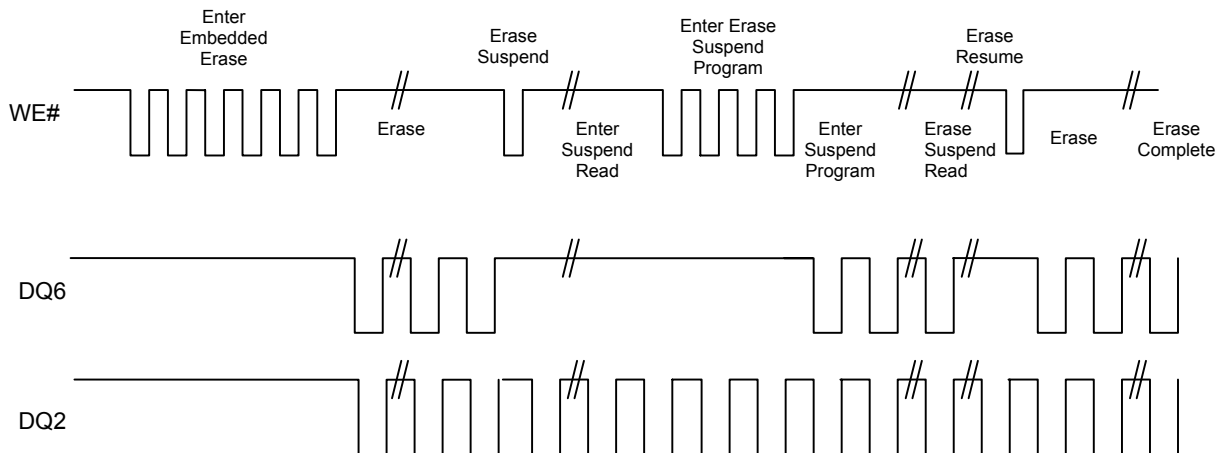 Enter
Embedded
Erase
Erase
Suspend
Enter Erase
Suspend
Program
Erase
Resume
WE#
Erase
Enter
Suspend
Read
Enter
Suspend
Program
Erase
Suspend
Read
Erase
Erase
Complete
DQ6
DQ2